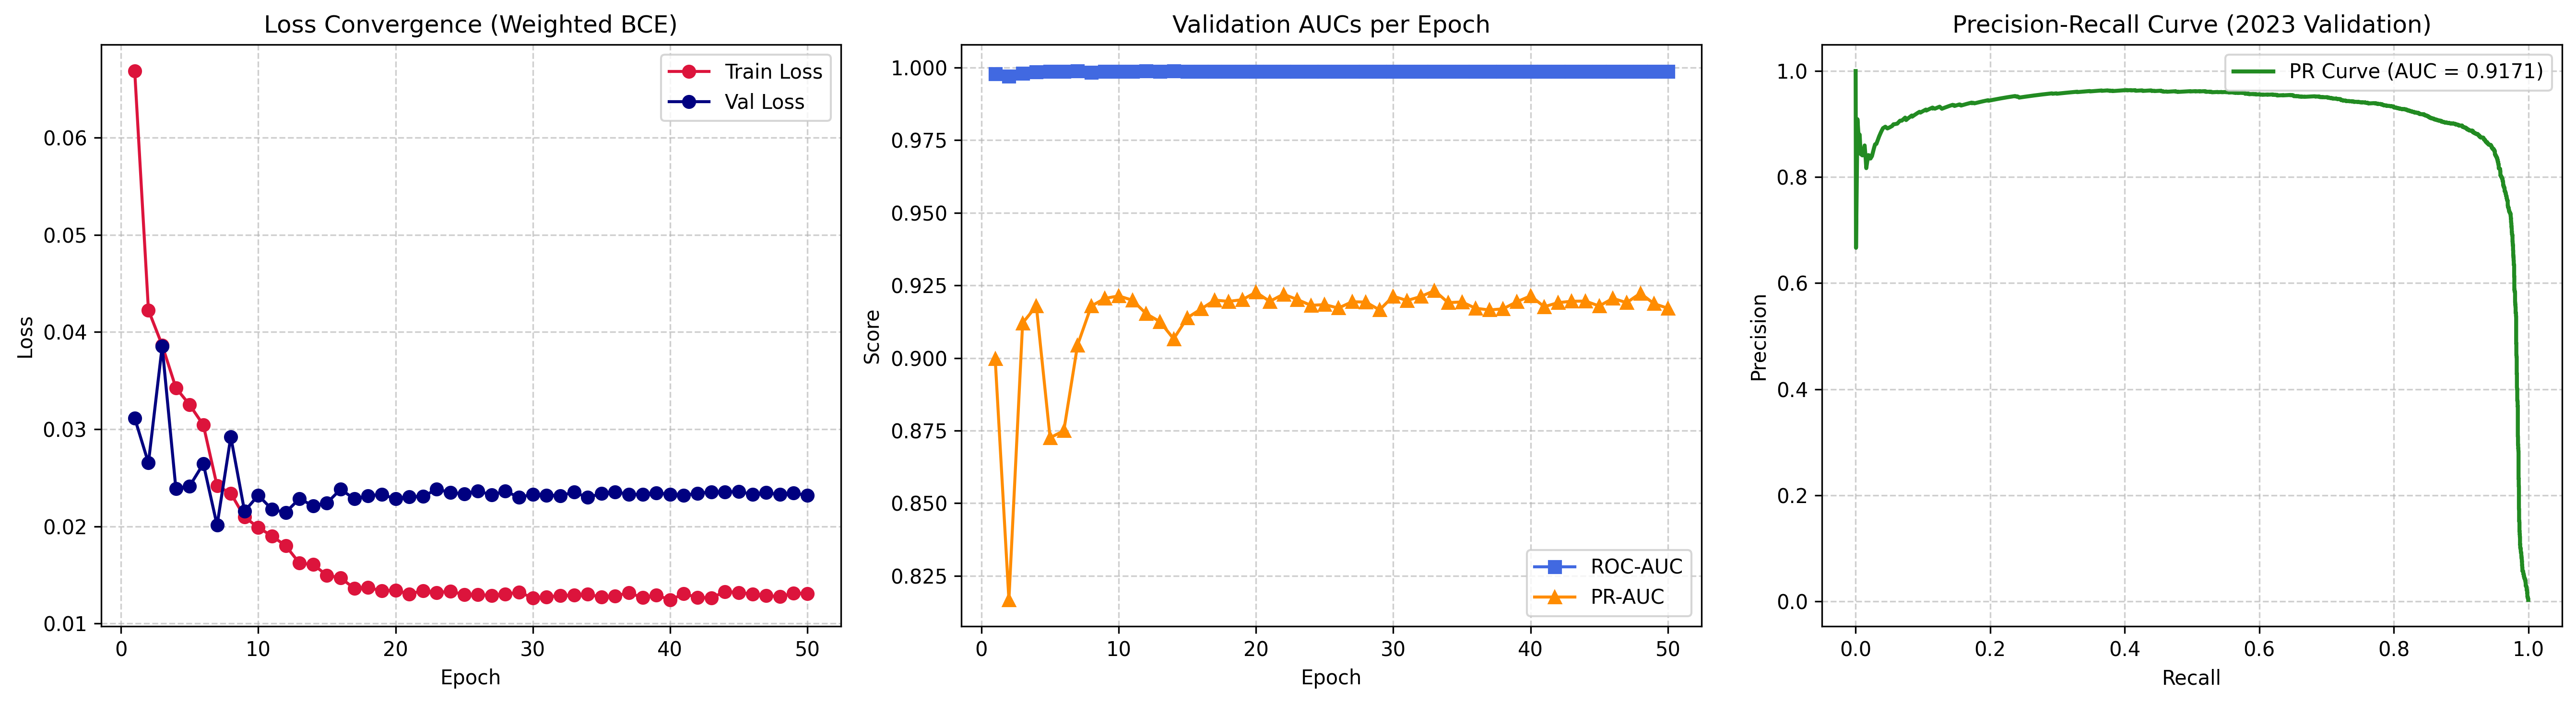 Loss Convergence (Weighted BCE)
Train Loss
Val Loss
0.06
0.05
0.04
0.03
0.02
0.01
Loss
0
10
20
30
40
50
Epoch
Validation AUCs per Epoch
1.000
0.975
0.950
0.925
0.900
0.875
0.850
0.825
Score
ROC-AUC
PR-AUC
0
10
20
30
40
50
Epoch
Precision-Recall Curve (2023 Validation)
PR Curve (AUC = 0.9171)
1.0
0.8
0.6
0.4
0.2
0.0
Precision
0.0
0.2
0.4
0.6
0.8
1.0
Recall